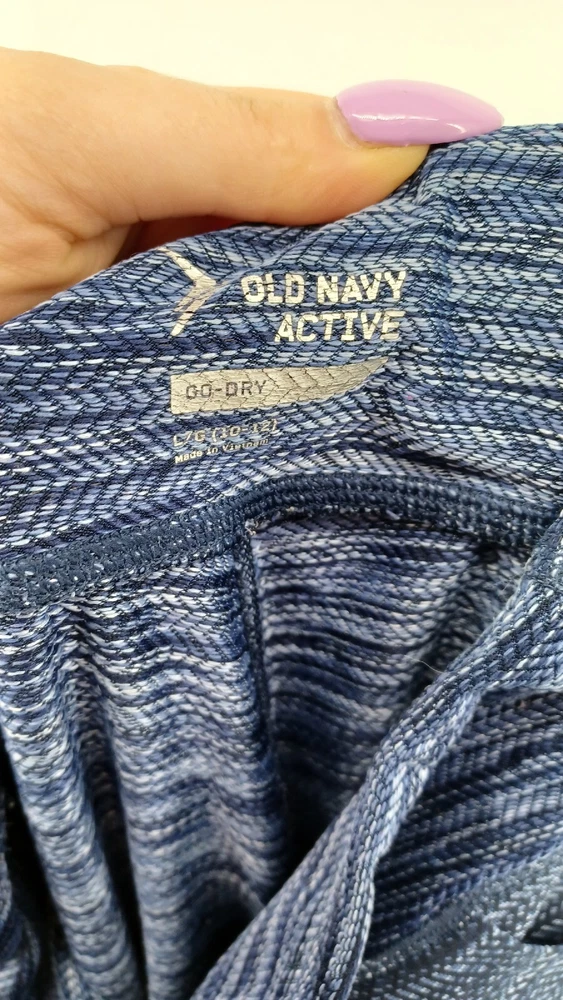 OLD NAVY
ACTIVE
GO-DRY
L/G (10-12)
Made in Vietnam